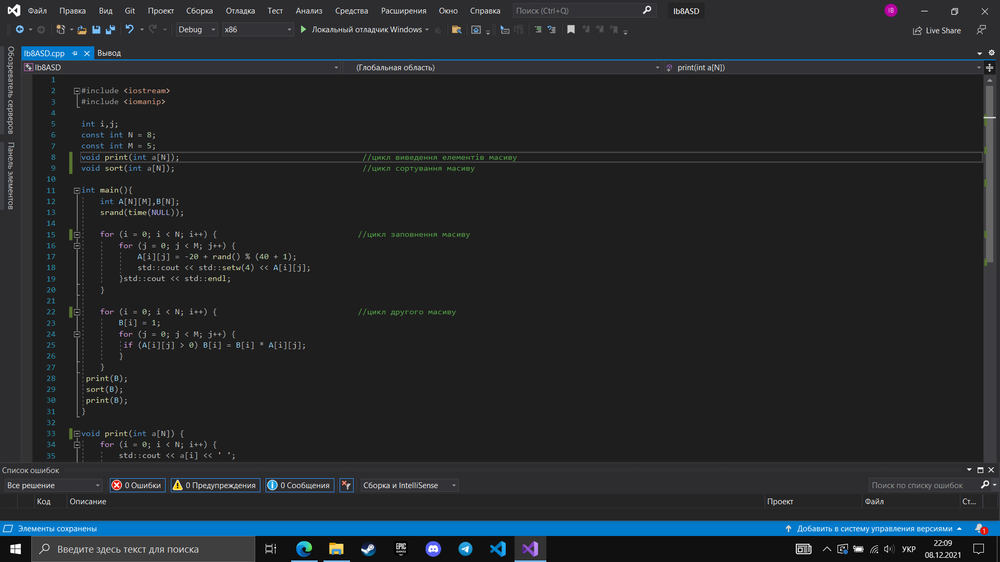 Файл Правка Вид Git Проект Сборка Отладка Тест Анализ Средства Расширения Окно Справка Поиск (Ctrl+Q) lb8ASD IB
Debug x86 Локальный отладчик Windows Live Share
lb8ASD.cpp Вывод
lb8ASD (Глобальная область) print(int a[N])
Обозреватель серверов
Панель элементов
1
2 #include <iostream>
3 #include <iomanip>
4
5 int i,j;
6 const int N = 8;
7 const int M = 5;
8 void print(int a[N]); //цикл виведення елементів масиву
9 void sort(int a[N]); //цикл сортування масиву
10
11 int main(){
12 int A[N][M],B[N];
13 srand(time(NULL));
14
15 for (i = 0; i < N; i++) { //цикл заповнення масиву
16 for (j = 0; j < M; j++) {
17 A[i][j] = -20 + rand() % (40 + 1);
18 std::cout << std::setw(4) << A[i][j];
19 }std::cout << std::endl;
20 }
21
22 for (i = 0; i < N; i++) { //цикл другого масиву
23 B[i] = 1;
24 for (j = 0; j < M; j++) {
25 if (A[i][j] > 0) B[i] = B[i] * A[i][j];
26 }
27 }
28 print(B);
29 sort(B);
30 print(B);
31 }
32
33 void print(int a[N]) {
34 for (i = 0; i < N; i++) {
35 std::cout << a[i] << ' ';
Список ошибок
Все решение 0 Ошибки 0 Предупреждения 0 Сообщения Сборка и IntelliSense Поиск по списку ошибок
Код Описание Проект Файл Ст...
Элементы сохранены Добавить в систему управления версиями 1
Введите здесь текст для поиска EPIC GAMES УКР 22:09
08.12.2021